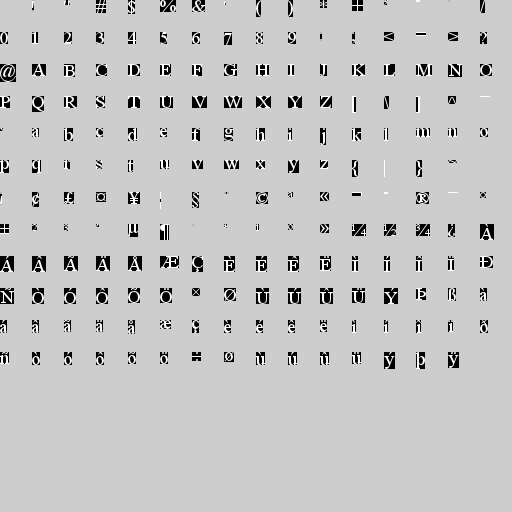 ! " # $ % & ' ( ) * + , - . /
0 1 2 3 4 5 6 7 8 9 : ; < = > ?
@ A B C D E F G H I J K L M N O
P Q R S T U V W X Y Z [ \ ] ^ _
` a b c d e f g h i j k l m n o
p q r s t u v w x y z { | } ~
¢ £ ¤ ¥ ¦ § ¨ © ª « ¬ - ® ¯ °
± ² ³ ´ µ ¶ · ¸ ¹ º » ¼ ½ ¾ ¿ À
Á Â Ã Ä Å Æ Ç È É Ê Ë Ì Í Î Ï Ð
Ñ Ò Ó Ô Õ Ö × Ø Ù Ú Û Ü Ý Þ ß à
á â ã ä å æ ç è é ê ë ì í î ï ð
ñ ò ó ô õ ö ÷ ø ù ú û ü ý þ ÿ